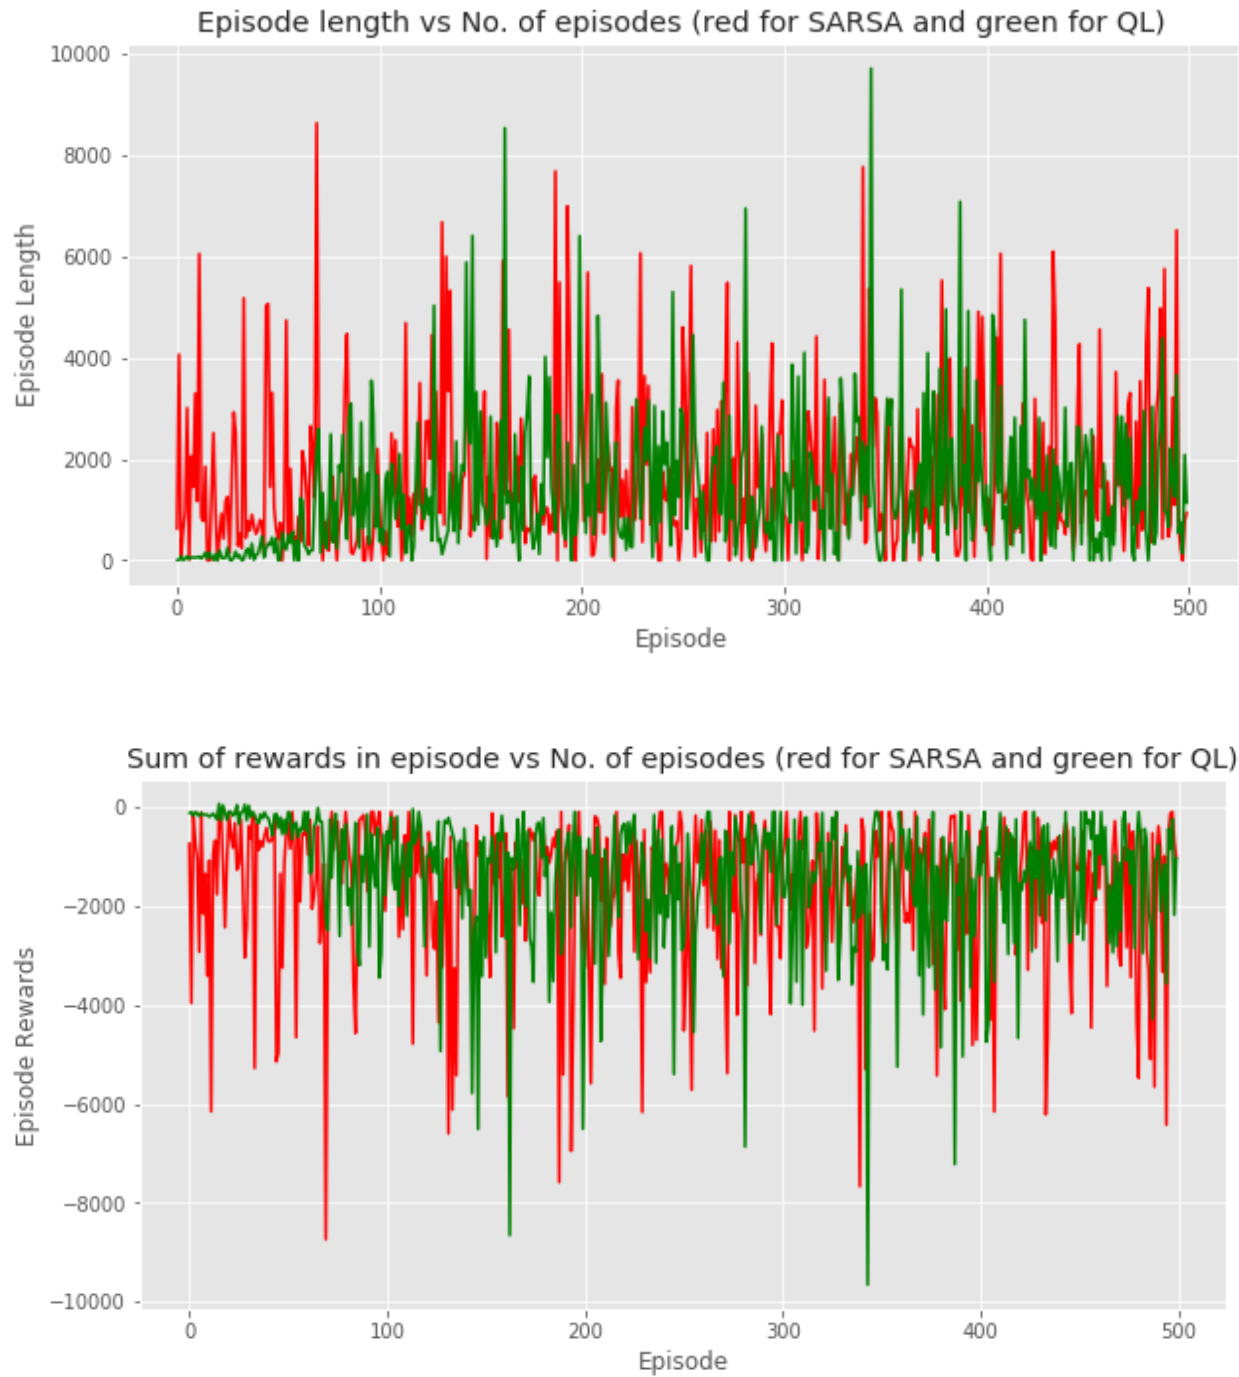 Episode length vs No. of episodes (red for SARSA and green for QL)
10000
8000
6000
4000
2000
0
Episode Length
0 100 200 300 400 500
Episode
Sum of rewards in episode vs No. of episodes (red for SARSA and green for QL)
0
−2000
−4000
−6000
−8000
−10000
Episode Rewards
0 100 200 300 400 500
Episode